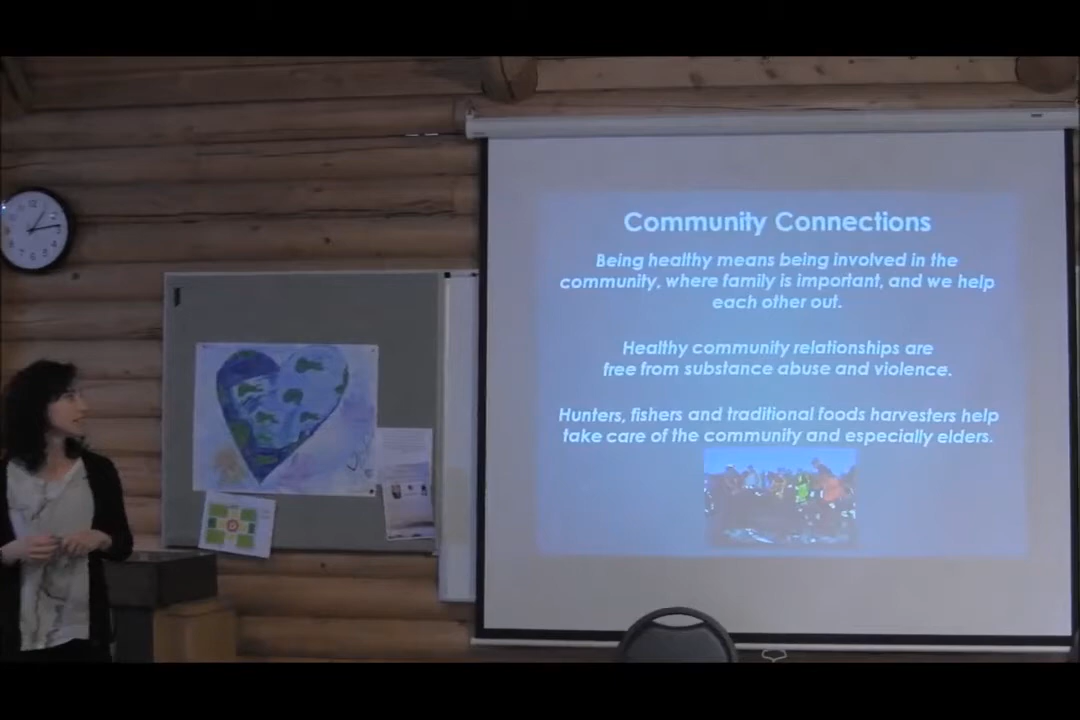 Community Connections
Being healthy means being involved in the
community, where family is important, and we help
each other out.
Healthy community relationships are
free from substance abuse and violence.
Hunters, fishers and traditional foods harvesters help
take care of the community and especially elders.